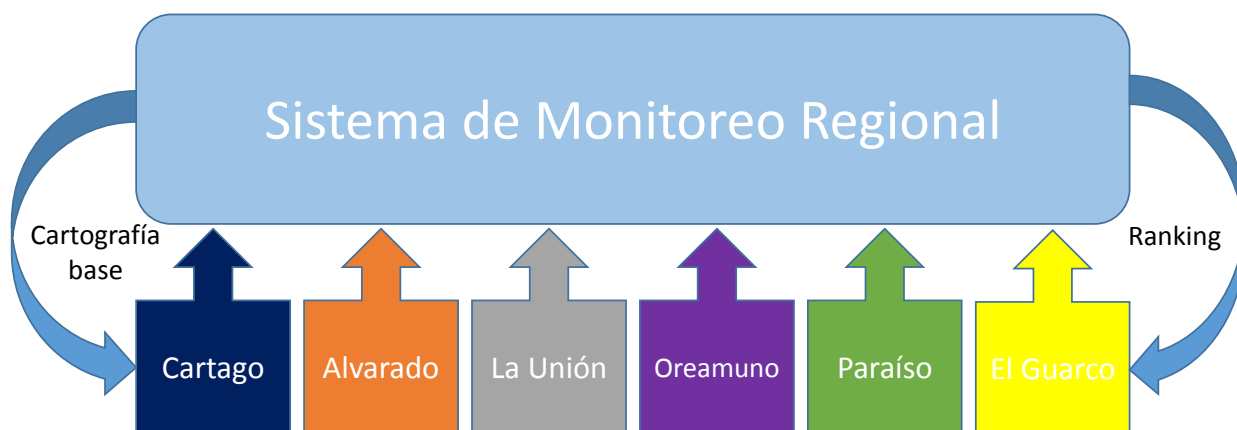 Sistema de Monitoreo Regional
Cartografía
base
Ranking
Cartago
Alvarado
La Unión
Oreamuno
Paraíso
El Guarco